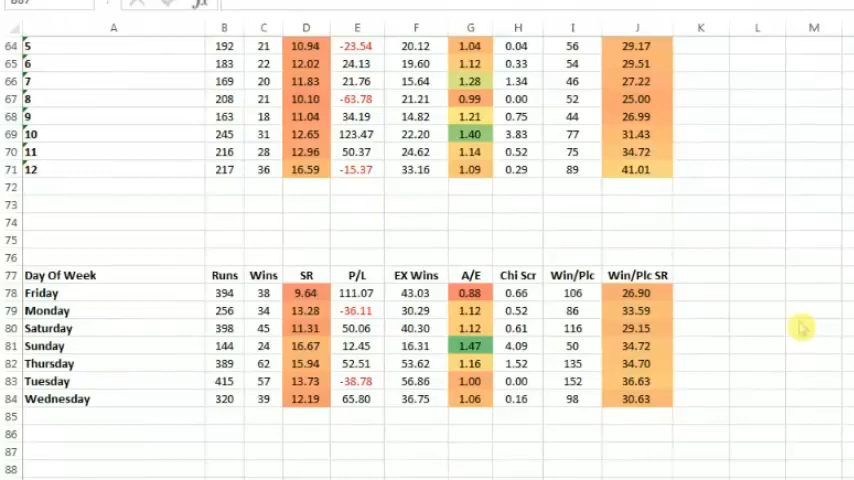 A B C D E F G H I J K L M
64 5 192 21 10.94 -23.54 20.12 1.04 0.04 56 29.17
65 6 183 22 12.02 24.13 19.60 1.12 0.33 54 29.51
66 7 169 20 11.83 21.76 15.64 1.28 1.34 46 27.22
67 8 208 21 10.10 -63.78 21.21 0.99 0.00 52 25.00
68 9 163 18 11.04 34.19 14.82 1.21 0.75 44 26.99
69 10 245 31 12.65 123.47 22.20 1.40 3.83 77 31.43
70 11 216 28 12.96 50.37 24.62 1.14 0.52 75 34.72
71 12 217 36 16.59 -15.37 33.16 1.09 0.29 89 41.01
72
73
74
75
76
77 Day Of Week Runs Wins SR P/L EX Wins A/E Chi Scr Win/Plc Win/Plc SR
78 Friday 394 38 9.64 111.07 43.03 0.88 0.66 106 26.90
79 Monday 256 34 13.28 -36.11 30.29 1.12 0.52 86 33.59
80 Saturday 398 45 11.31 50.06 40.30 1.12 0.61 116 29.15
81 Sunday 144 24 16.67 12.45 16.31 1.47 4.09 50 34.72
82 Thursday 389 62 15.94 52.51 53.62 1.16 1.52 135 34.70
83 Tuesday 415 57 13.73 -38.78 56.86 1.00 0.00 152 36.63
84 Wednesday 320 39 12.19 65.80 36.75 1.06 0.16 98 30.63
85
86
87
88